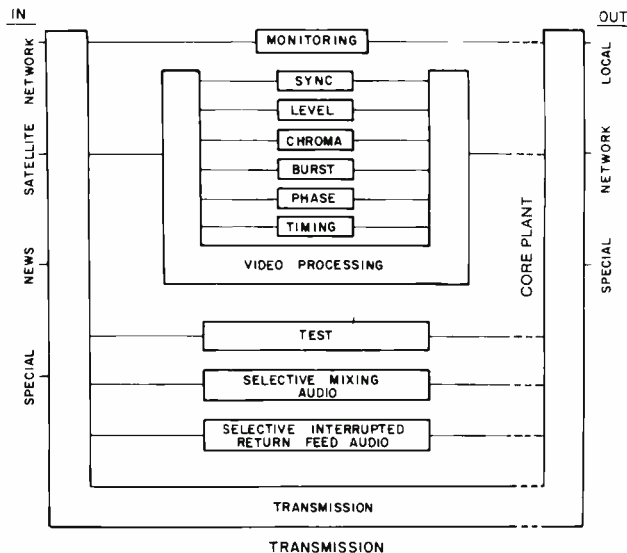 IN
OUT
MONITORING
NETWORK
LOCAL
SYNC
LEVEL
CHROMA
BURST
PHASE
TIMING
VIDEO PROCESSING
SATELLITE
NETWORK
NEWS
SPECIAL
CORE PLANT
TEST
SPECIAL
SELECTIVE MIXING
AUDIO
SELECTIVE INTERRUPTED
RETURN FEED AUDIO
TRANSMISSION
TRANSMISSION